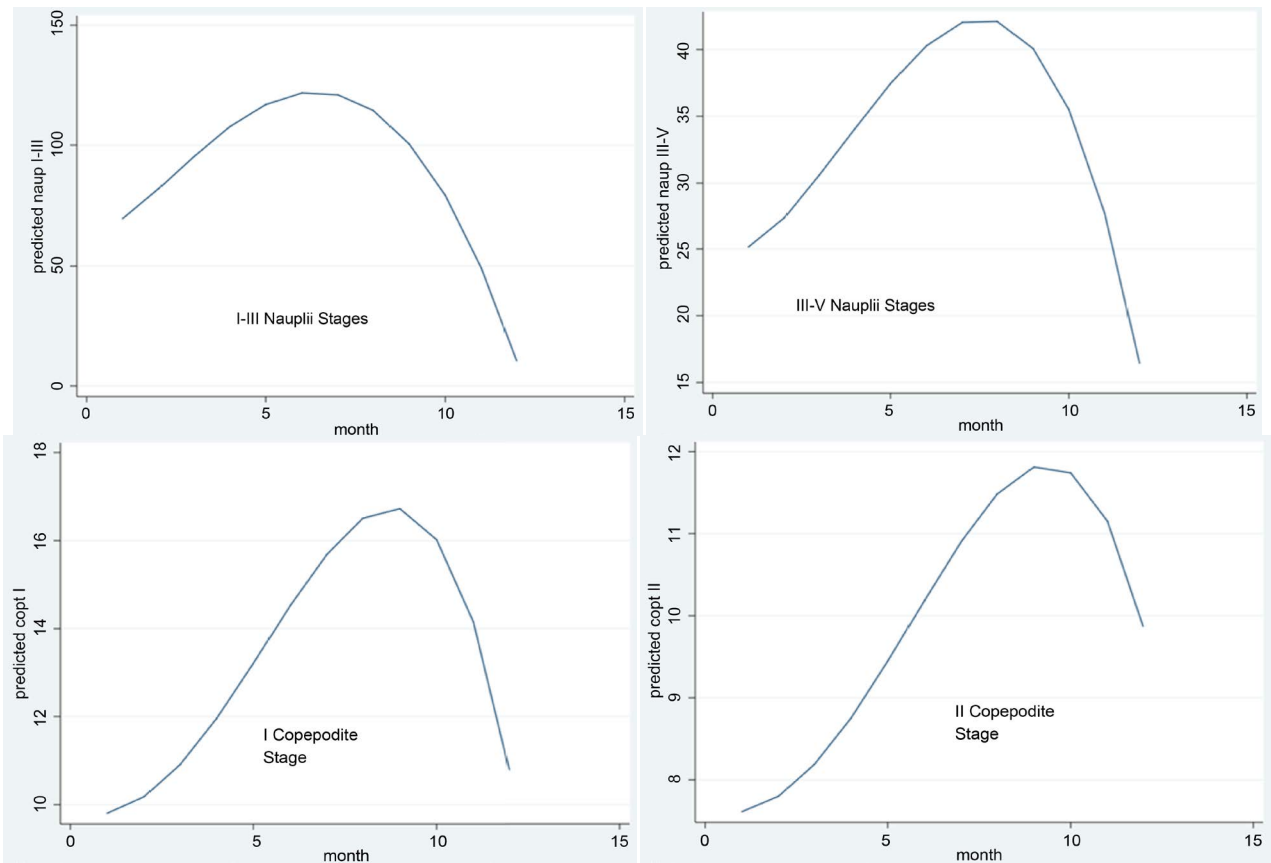 150
100
50
0
predicted naup I-III
I-III Nauplii Stages
0 5 10 15
month
40
35
30
25
20
15
predicted naup III-V
III-V Nauplii Stages
0 5 10 15
month
18
16
14
12
10
predicted copt I
I Copepodite
Stage
0 5 10 15
month
12
11
10
9
8
predicted copt II
II Copepodite
Stage
0 5 10 15
month